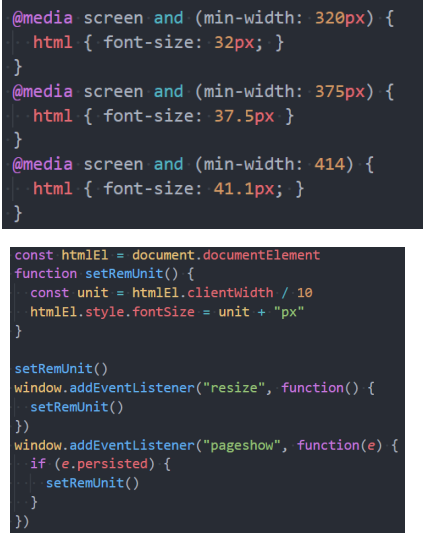 @media screen and (min-width: 320px) {
  html { font-size: 32px; }
}
@media screen and (min-width: 375px) {
  html { font-size: 37.5px }
}
@media screen and (min-width: 414) {
  html { font-size: 41.1px; }
}
const htmlEl = document.documentElement
function setRemUnit() {
  const unit = htmlEl.clientWidth / 10
  htmlEl.style.fontSize = unit + "px"
}
setRemUnit()
window.addEventListener("resize", function() {
  setRemUnit()
})
window.addEventListener("pageshow", function(e) {
  if (e.persisted) {
    setRemUnit()
  }
})